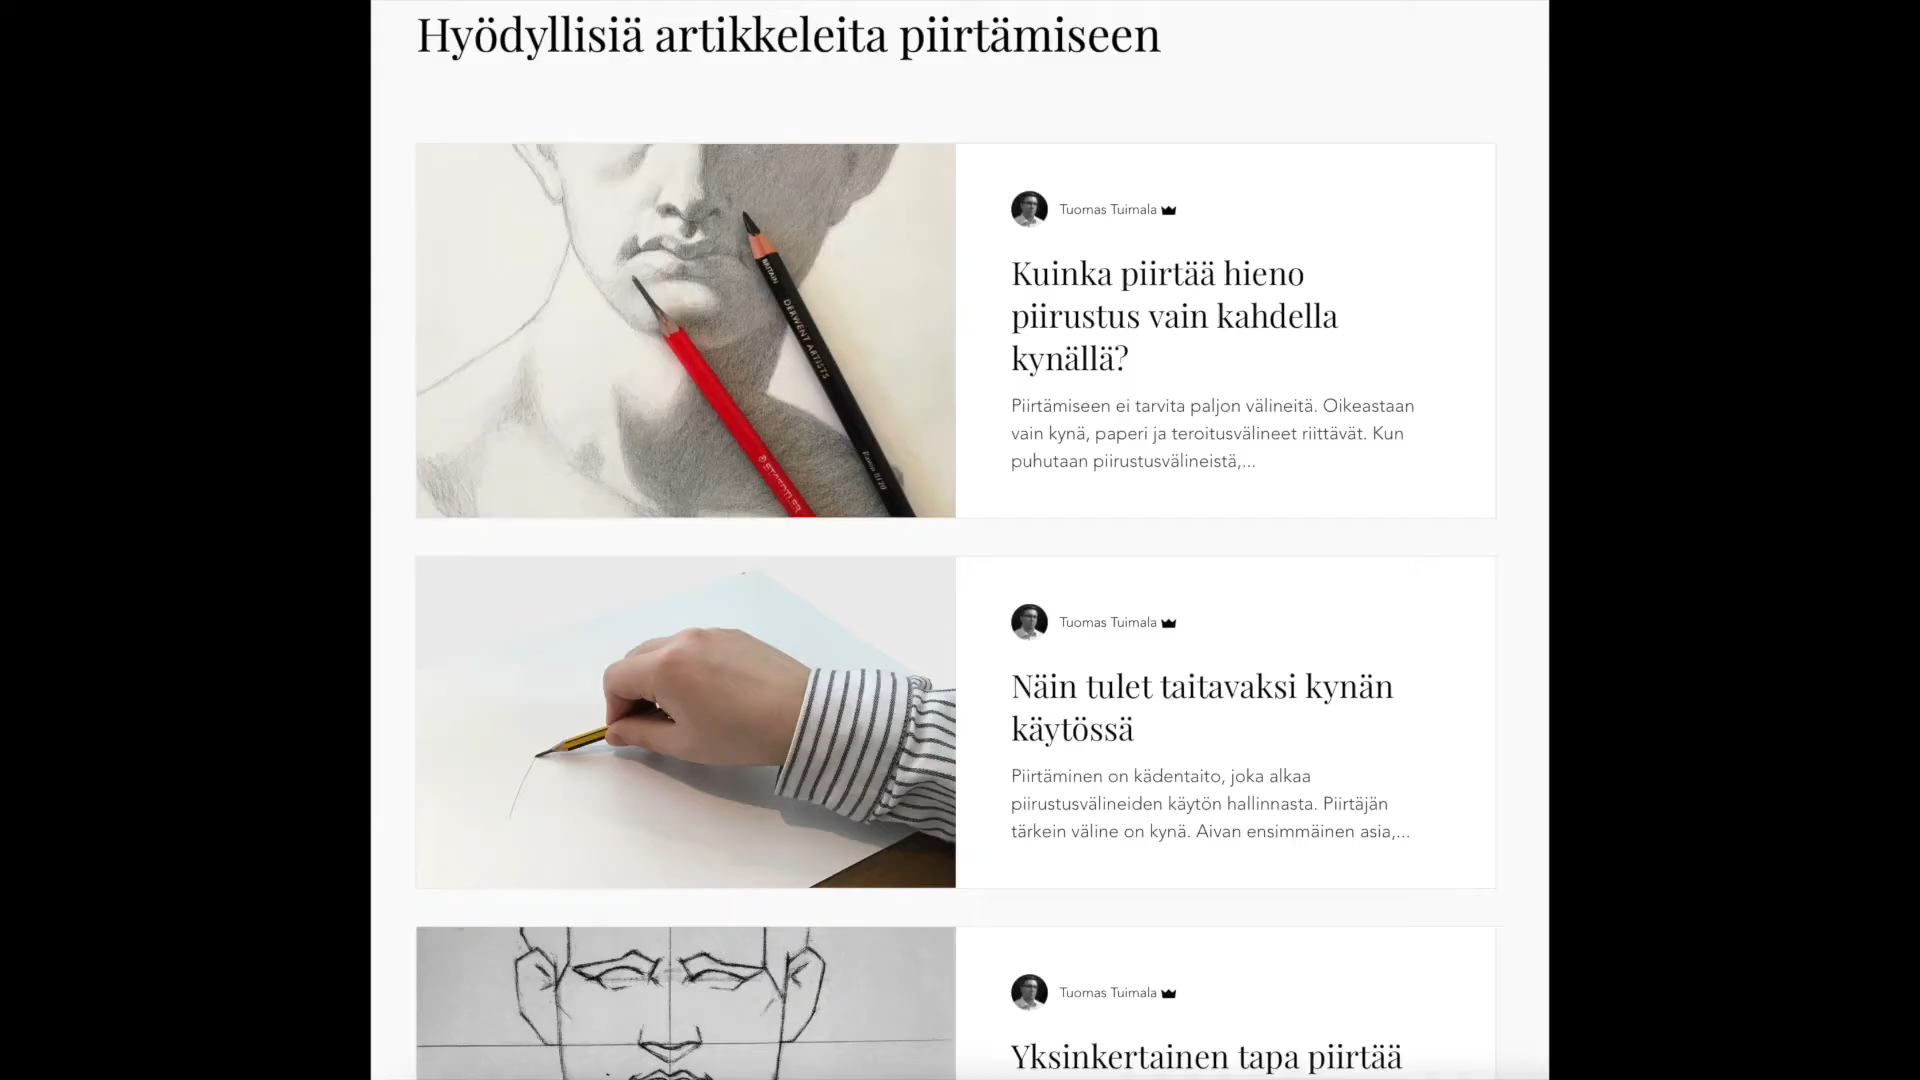 Hyödyllisiä artikkeleita piirtämiseen
BRITAIN DERWENT ARTISTS
STAEDTLER
Tuomas Tuimala
Kuinka piirtää hieno
piirustus vain kahdella
kynällä?
Piirtämiseen ei tarvita paljon välineitä. Oikeastaan
vain kynä, paperi ja teroitusvälineet riittävät. Kun
puhutaan piirustusvälineistä,...
Tuomas Tuimala
Näin tulet taitavaksi kynän
käytössä
Piirtäminen on kädentaito, joka alkaa
piirustusvälineiden käytön hallinnasta. Piirtäjän
tärkein väline on kynä. Aivan ensimmäinen asia,...
Tuomas Tuimala
Yksinkertainen tapa piirtää